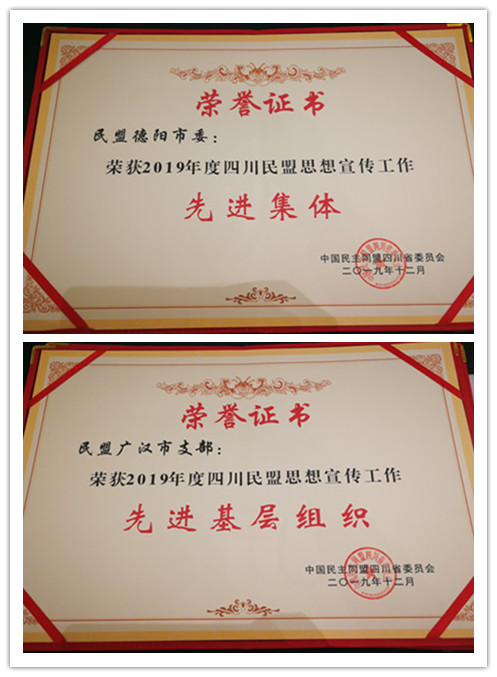 荣誉证书
民盟德阳市委：
荣获2019年度四川民盟思想宣传工作
先进集体
中国民主同盟四川省委员会
二〇一九年十二月
荣誉证书
民盟广汉市支部：
荣获2019年度四川民盟思想宣传工作
先进基层组织
中国民主同盟四川省委员会
二〇一九年十二月